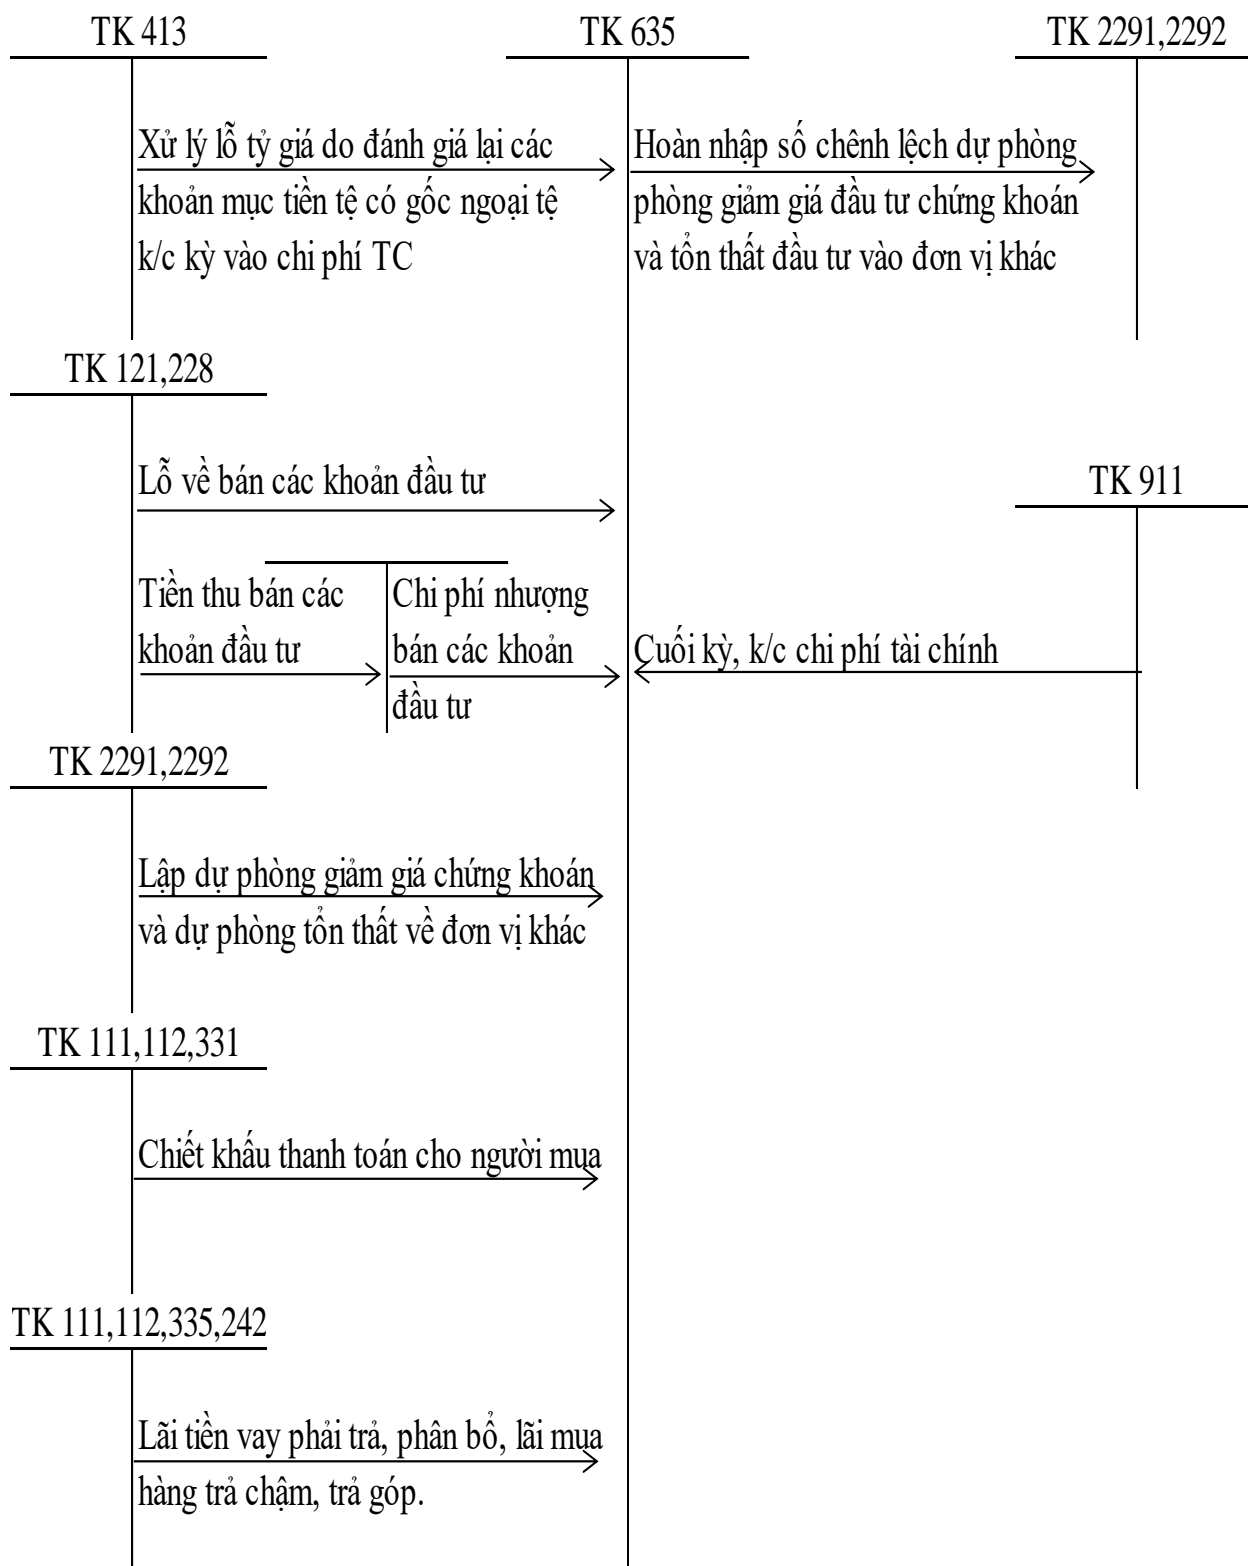 TK 413
TK 635
TK 2291,2292
Xử lý lỗ tỷ giá do đánh giá lại các
khoản mục tiền tệ có gốc ngoại tệ
k/c kỳ vào chi phí TC
Hoàn nhập số chênh lệch dự phòng
phòng giảm giá đầu tư chứng khoán
và tổn thất đầu tư vào đơn vị khác
TK 121,228
Lỗ về bán các khoản đầu tư
TK 911
Tiền thu bán các
khoản đầu tư
Chi phí nhượng
bán các khoản
đầu tư
Cuối kỳ, k/c chi phí tài chính
TK 2291,2292
Lập dự phòng giảm giá chứng khoán
và dự phòng tổn thất về đơn vị khác
TK 111,112,331
Chiết khấu thanh toán cho người mua
TK 111,112,335,242
Lãi tiền vay phải trả, phân bổ, lãi mua
hàng trả chậm, trả góp.